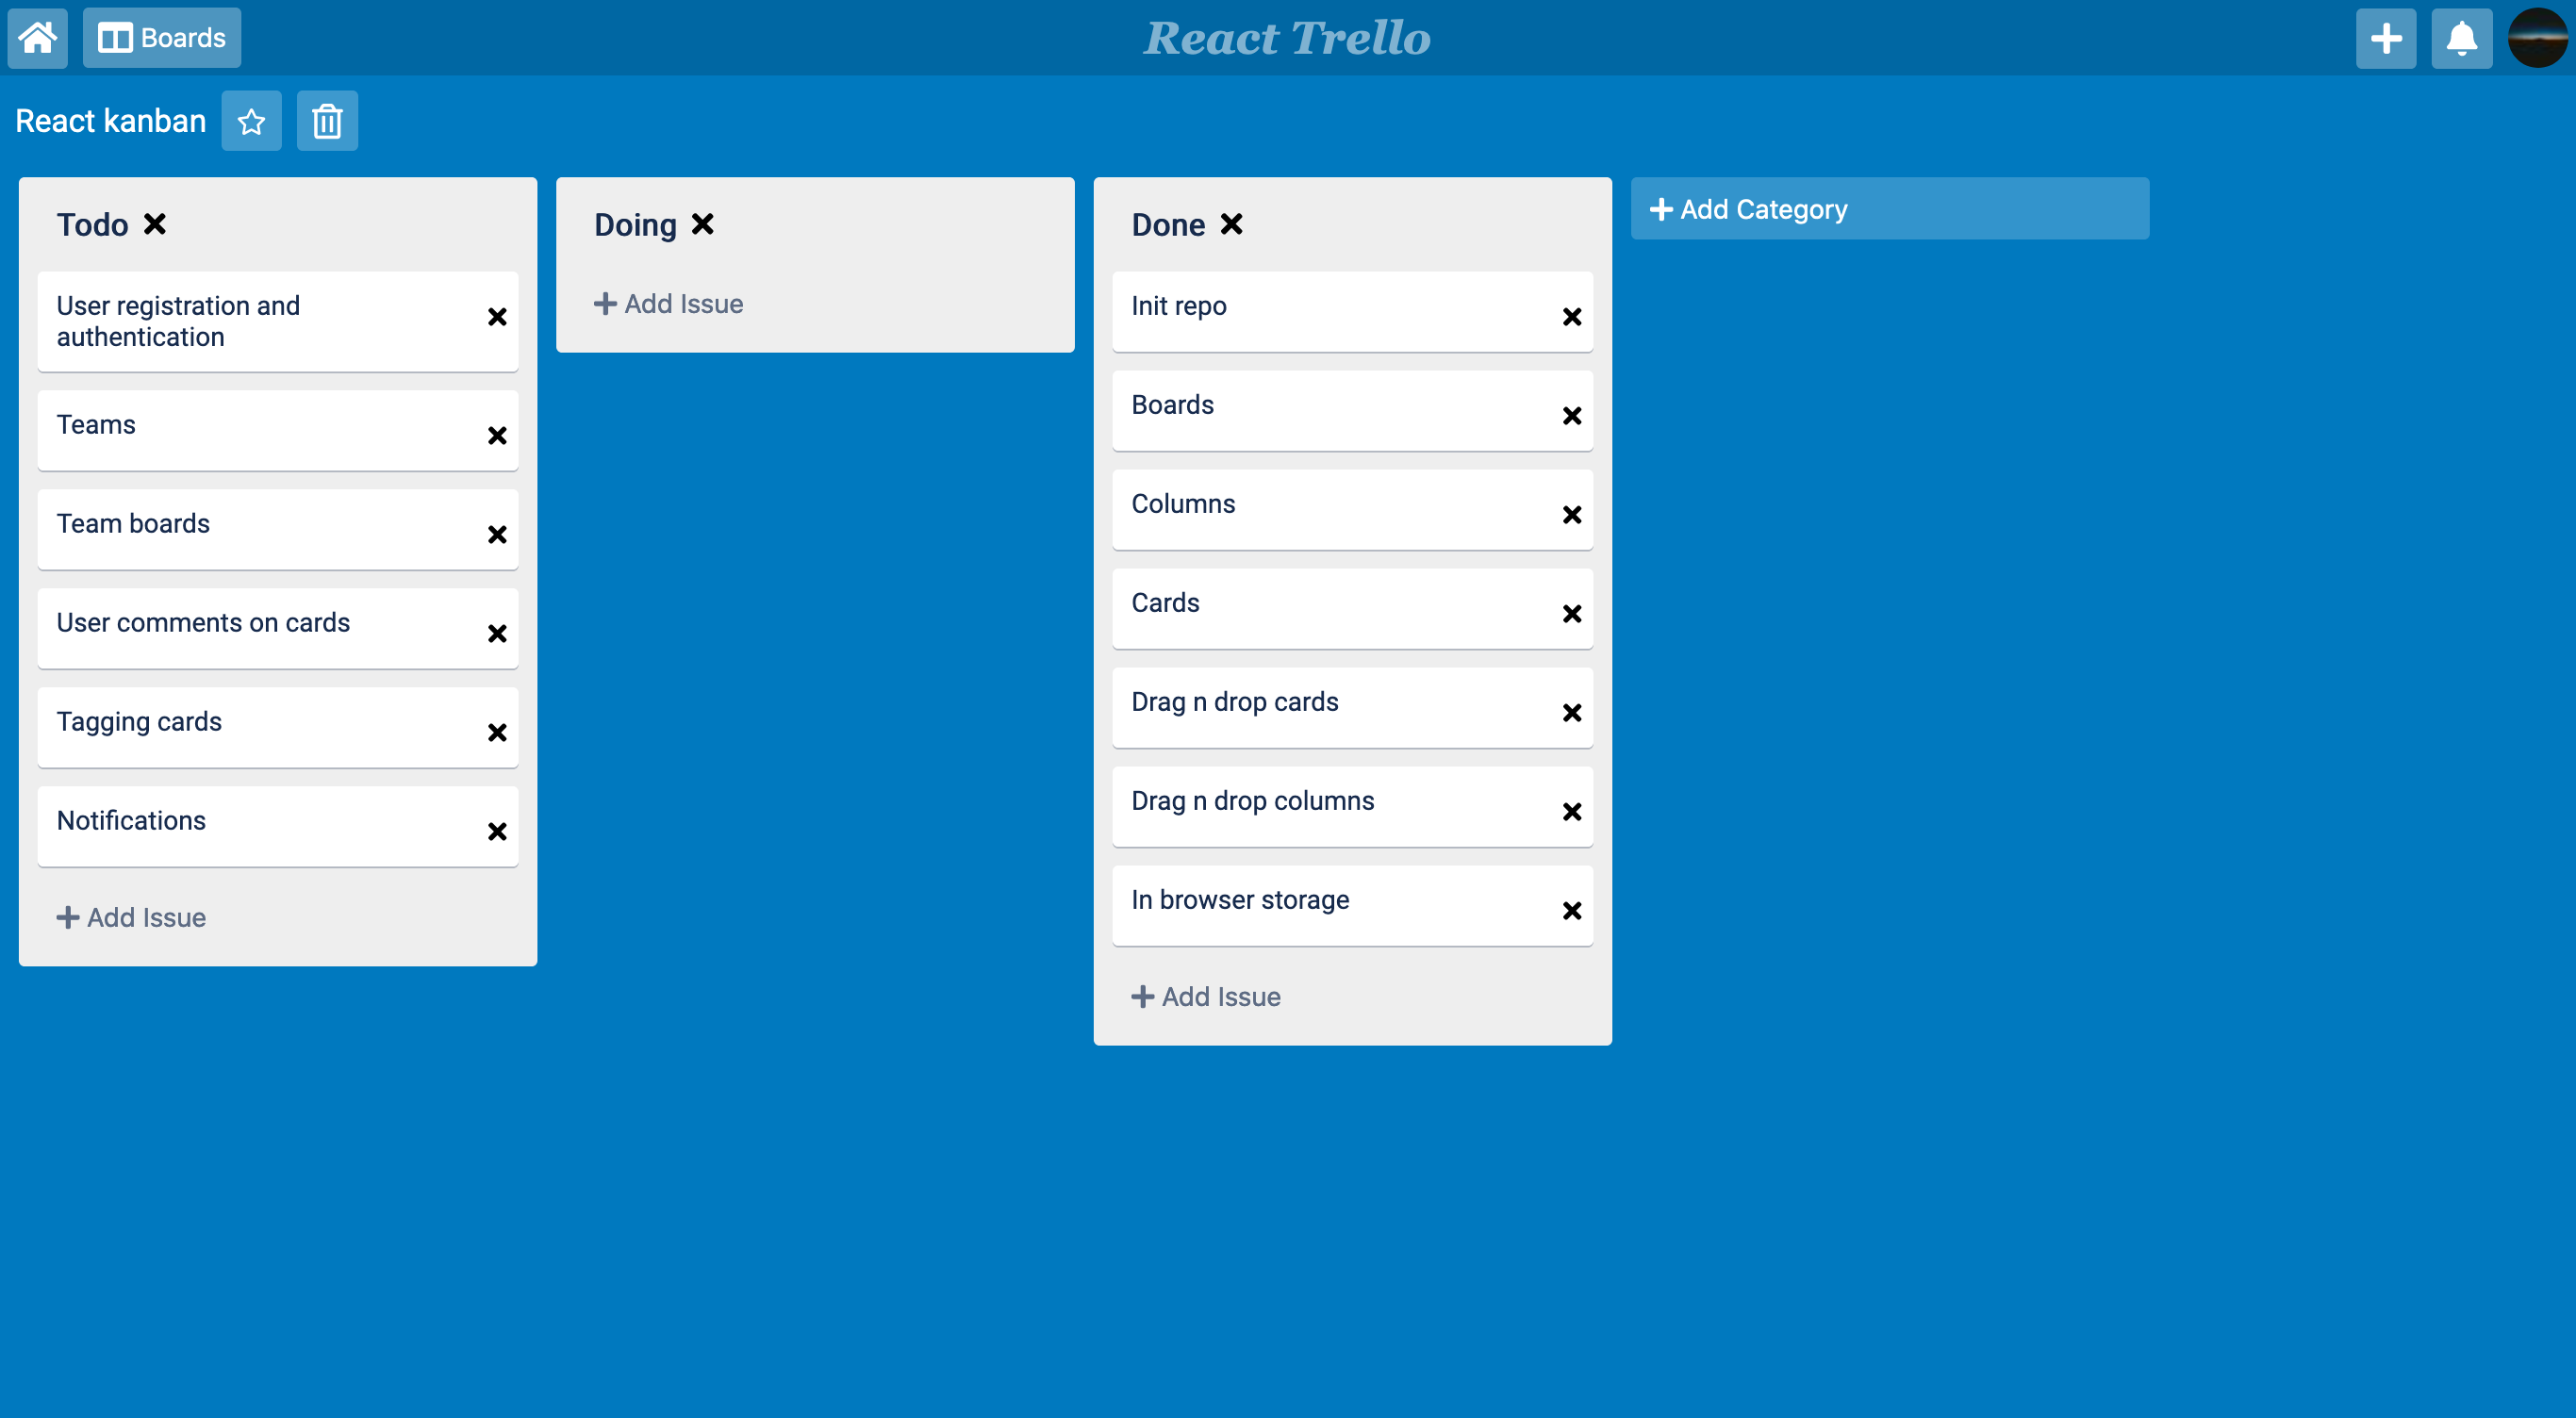 Boards
React Trello
React kanban
Todo
User registration and
authentication
Teams
Team boards
User comments on cards
Tagging cards
Notifications
Add Issue
Doing
Add Issue
Done
Init repo
Boards
Columns
Cards
Drag n drop cards
Drag n drop columns
In browser storage
Add Issue
Add Category